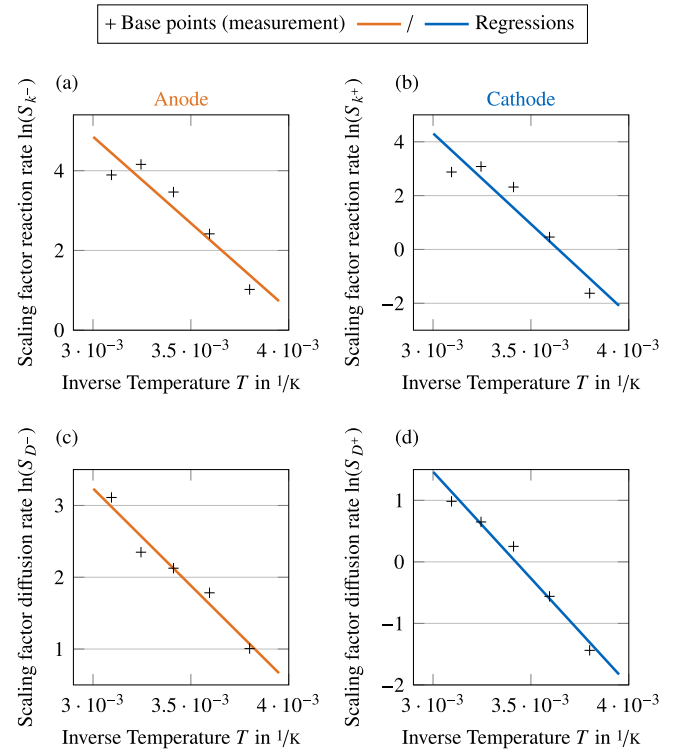 + Base points (measurement) / Regressions
(a)
Anode
Scaling factor reaction rate ln(Sₖ₋)
4
2
0
3 · 10⁻³ 3.5 · 10⁻³ 4 · 10⁻³
Inverse Temperature T in 1/K
(b)
Cathode
Scaling factor reaction rate ln(Sₖ₊)
4
2
0
−2
3 · 10⁻³ 3.5 · 10⁻³ 4 · 10⁻³
Inverse Temperature T in 1/K
(c)
Scaling factor diffusion rate ln(S_D⁻)
3
2
1
3 · 10⁻³ 3.5 · 10⁻³ 4 · 10⁻³
Inverse Temperature T in 1/K
(d)
Scaling factor diffusion rate ln(S_D⁺)
1
0
−1
−2
3 · 10⁻³ 3.5 · 10⁻³ 4 · 10⁻³
Inverse Temperature T in 1/K